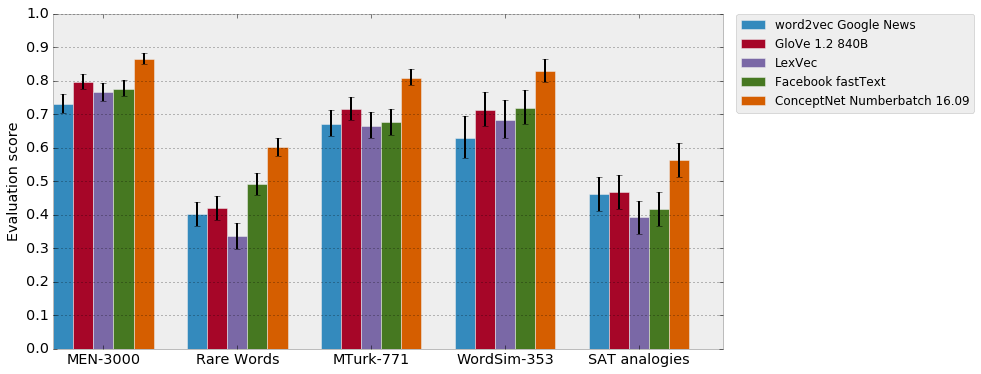 1.0
0.9
0.8
0.7
0.6
0.5
0.4
0.3
0.2
0.1
0.0
Evaluation score
MEN-3000
Rare Words
MTurk-771
WordSim-353
SAT analogies
word2vec Google News
GloVe 1.2 840B
LexVec
Facebook fastText
ConceptNet Numberbatch 16.09